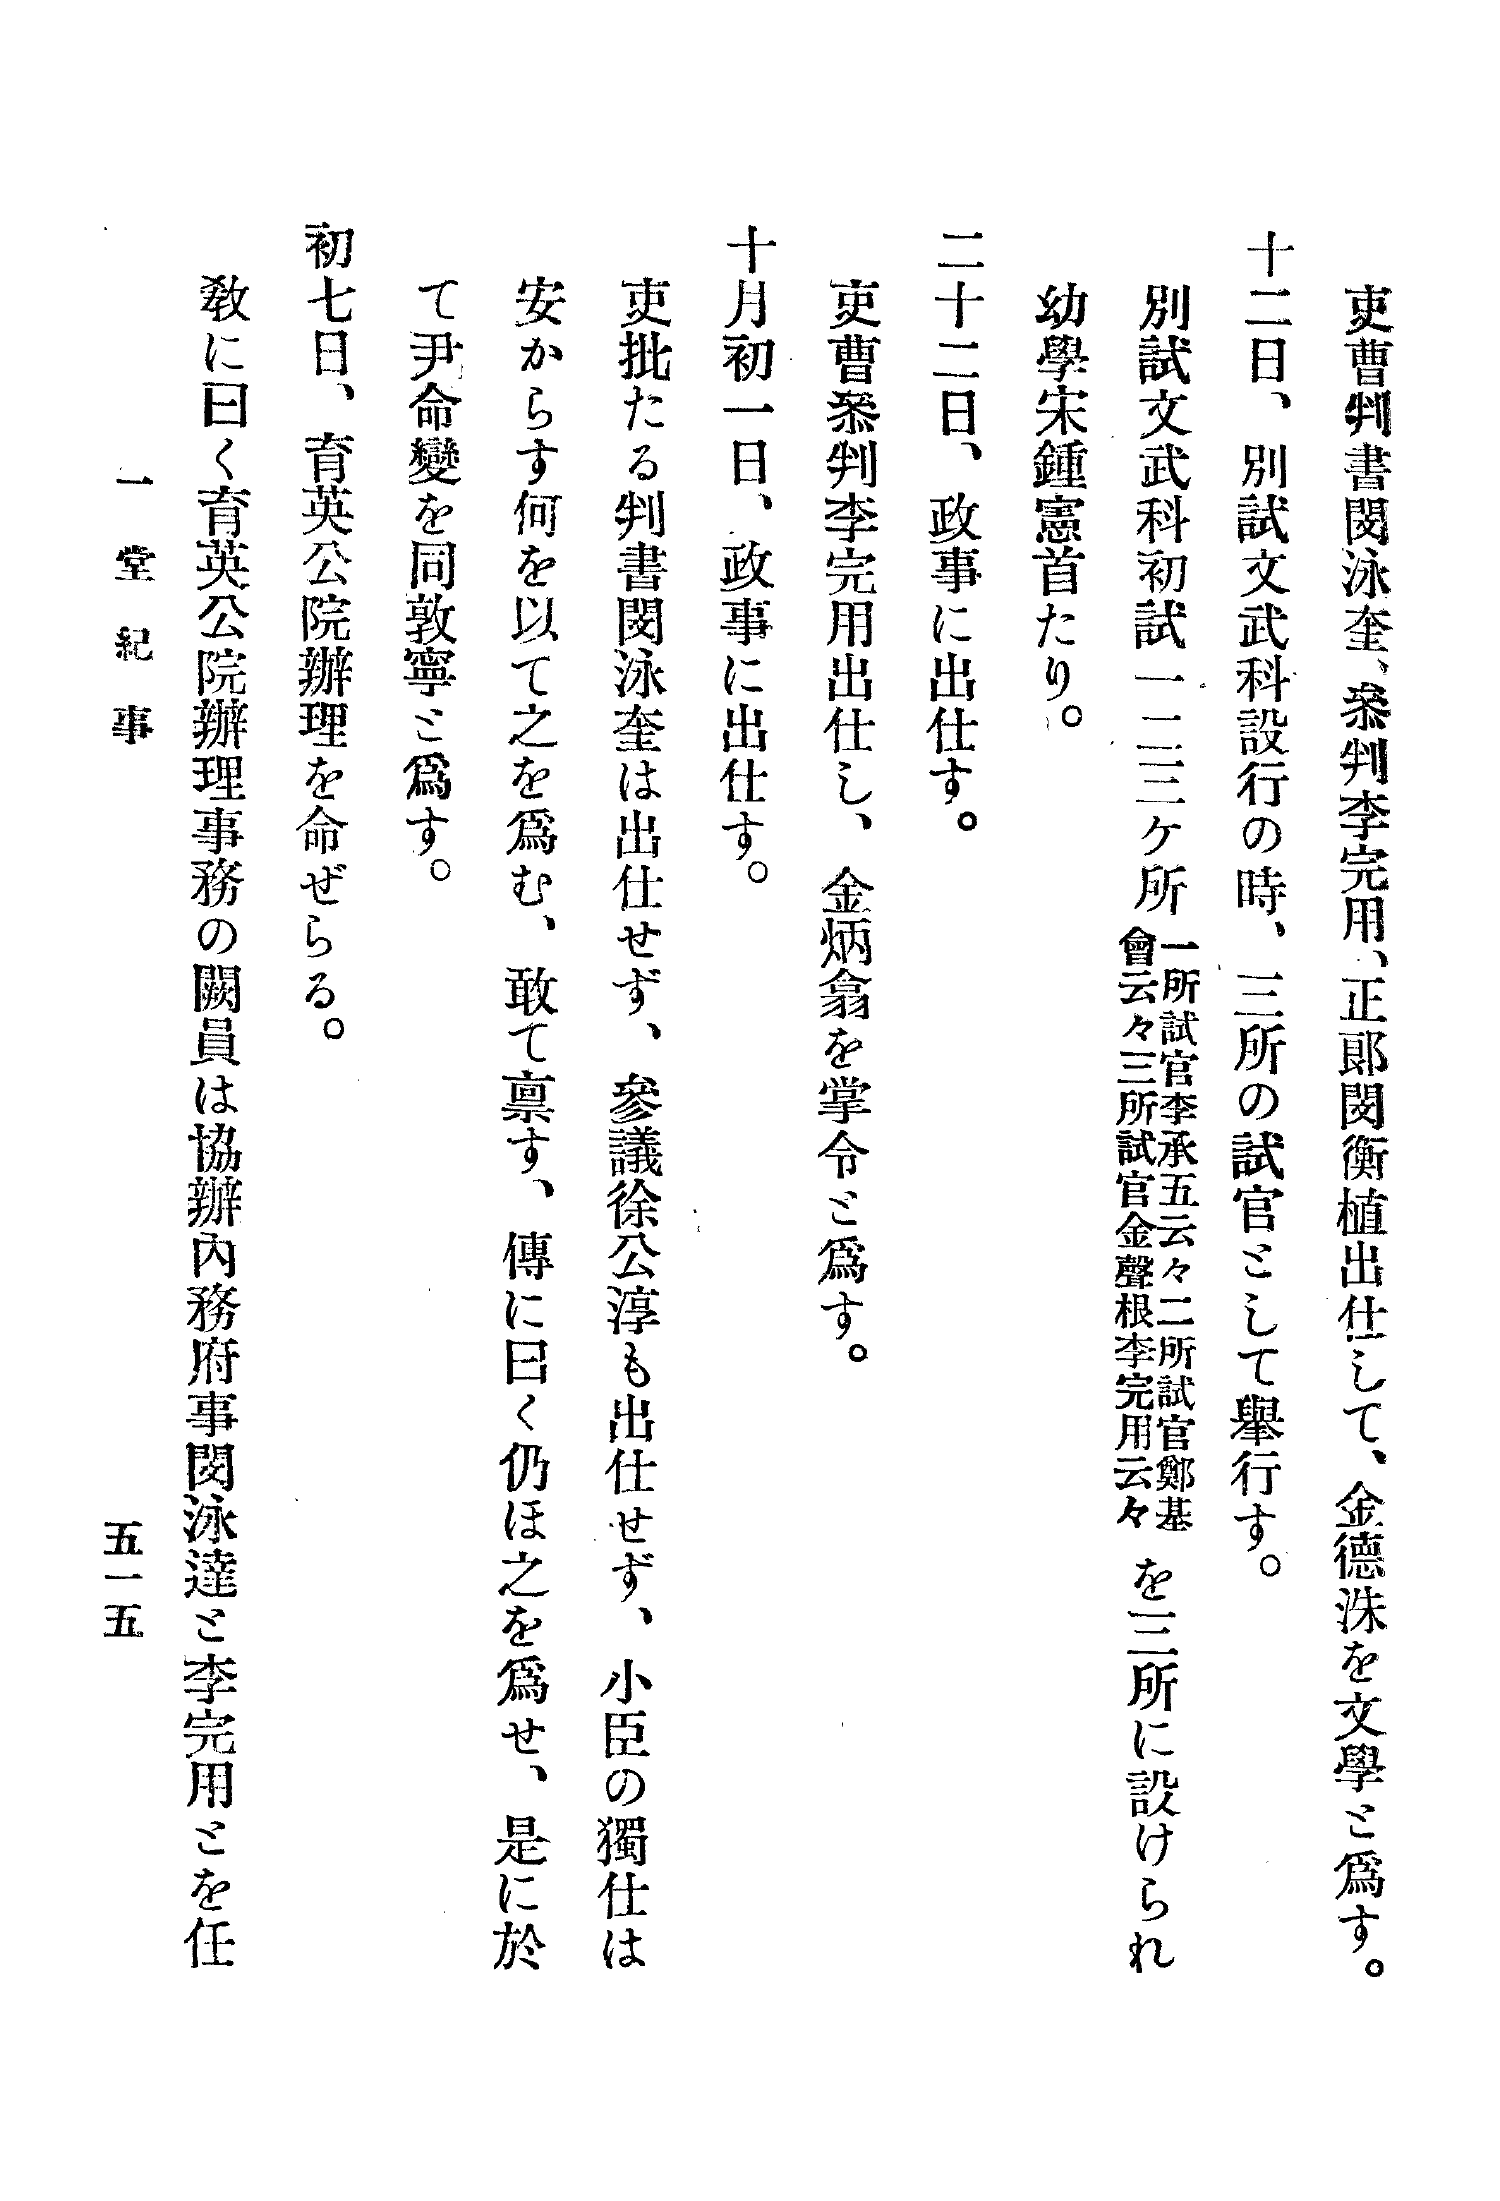 吏曹判書閔泳奎、叅判李完用、正郞閔衡植出仕して、金德洙を文學と爲す。
十二日、別試文武科設行の時、三所の試官として擧行す。
別試文武科初試一二三ケ所一所試官李承五云々二所試官鄭基會云々三所試官金聲根李完用云々を三所に設けられ
幼學宋鍾憲首たり。
二十二日、政事に出仕す。
吏曹叅判李完用出仕し、金炳翕を掌令と爲す。
十月初一日、政事に出仕す。
吏批たる判書閔泳奎は出仕せず、參議徐公淳も出仕せず、小臣の獨仕は
安からす何を以て之を爲む、敢て禀す、傳に曰く仍ほ之を爲せ、是に於
て尹命變を同敦寧と爲す。
初七日、育英公院辦理を命ぜらる。
敎に曰く育英公院辦理事務の闕員は協辦內務府事閔泳達と李完用とを任
一堂紀事
五一五